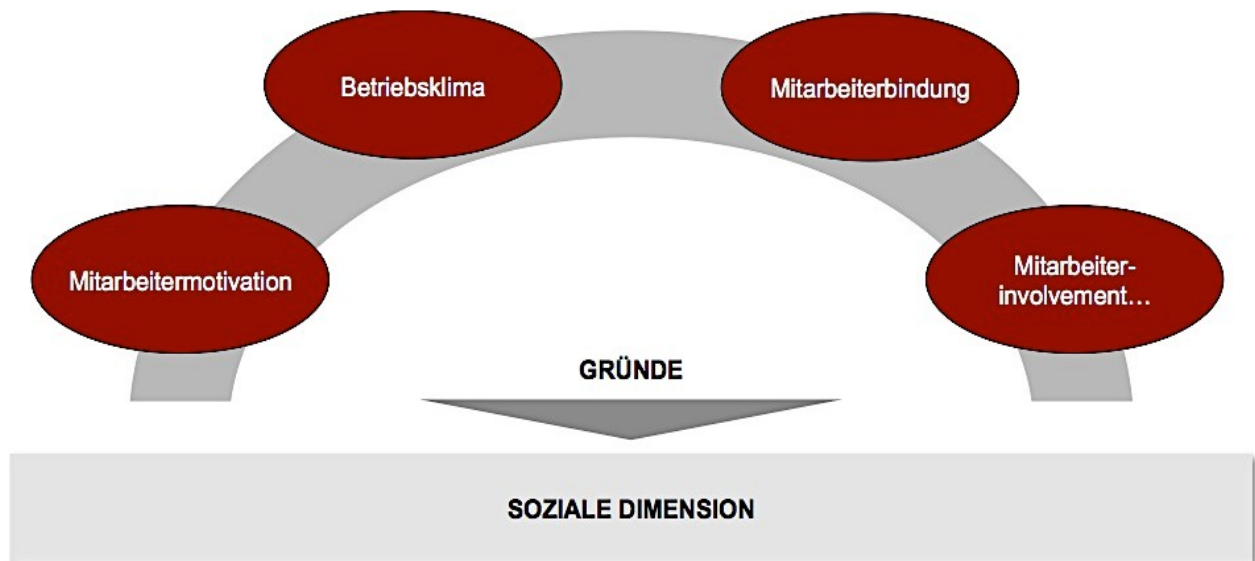 Betriebsklima
Mitarbeiterbindung
Mitarbeitermotivation
Mitarbeiter-
involvement...
GRÜNDE
SOZIALE DIMENSION